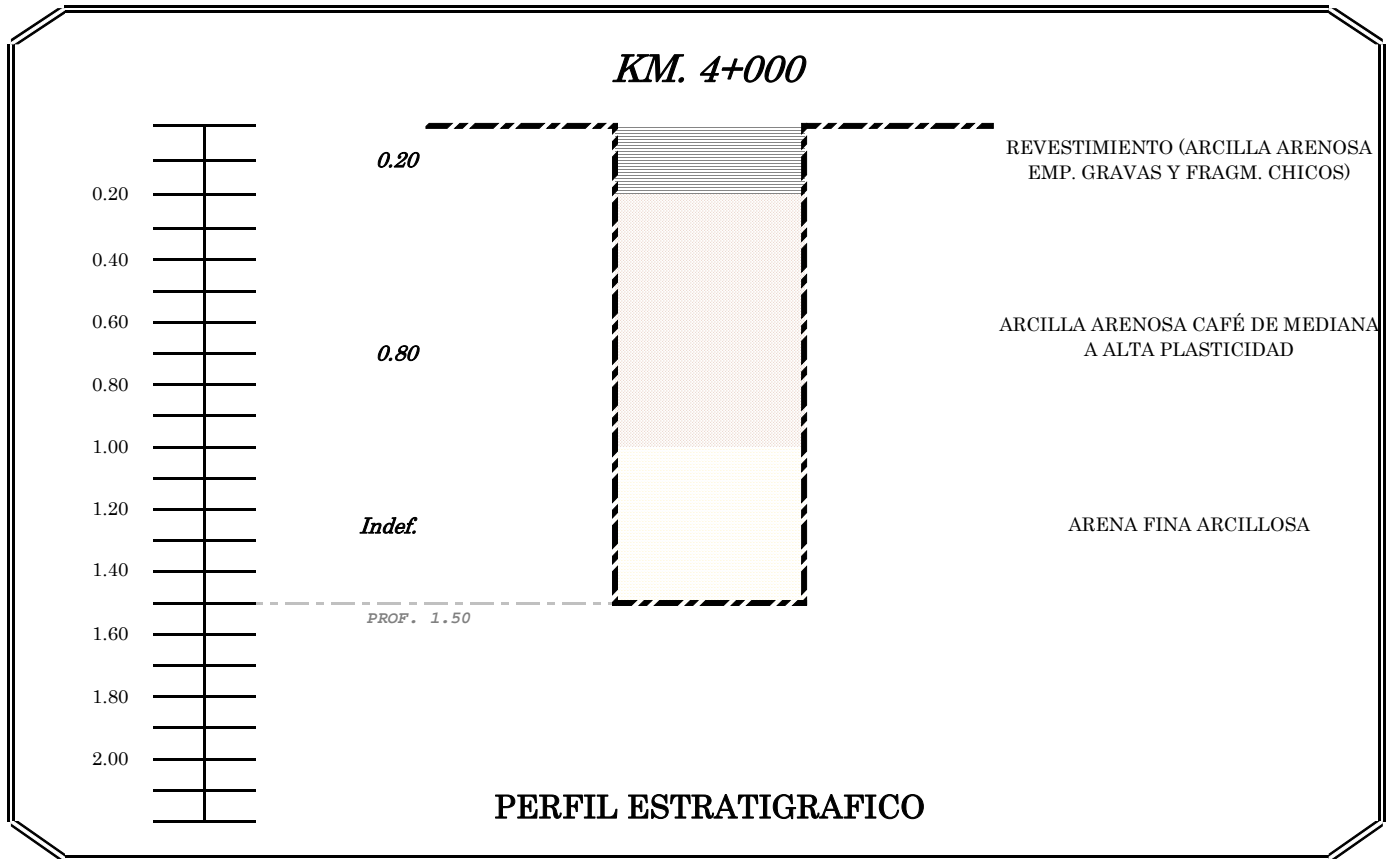 KM. 4+000
REVESTIMIENTO (ARCILLA ARENOSA
EMP. GRAVAS Y FRAGM. CHICOS)
0.20
0.20
0.40
0.60
ARCILLA ARENOSA CAFÉ DE MEDIANA
A ALTA PLASTICIDAD
0.80
0.80
1.00
1.20
Indef.
ARENA FINA ARCILLOSA
1.40
PROF. 1.50
1.60
1.80
2.00
PERFIL ESTRATIGRAFICO